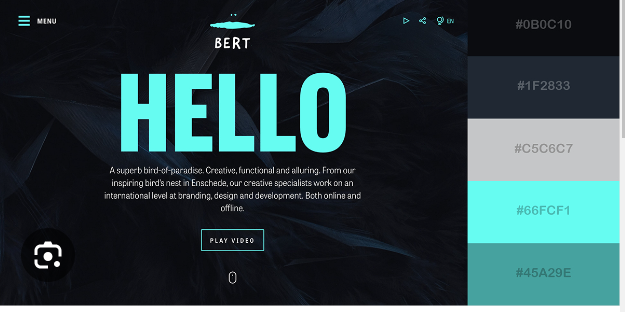 MENU
BERT
EN
HELLO
A superb bird-of-paradise. Creative, functional and alluring. From our
inspiring bird's nest in Enschede, our creative specialists work on an
international level at branding, design and development. Both online and
offline.
PLAY VIDEO
#0B0C10
#1F2833
#C5C6C7
#66FCF1
#45A29E